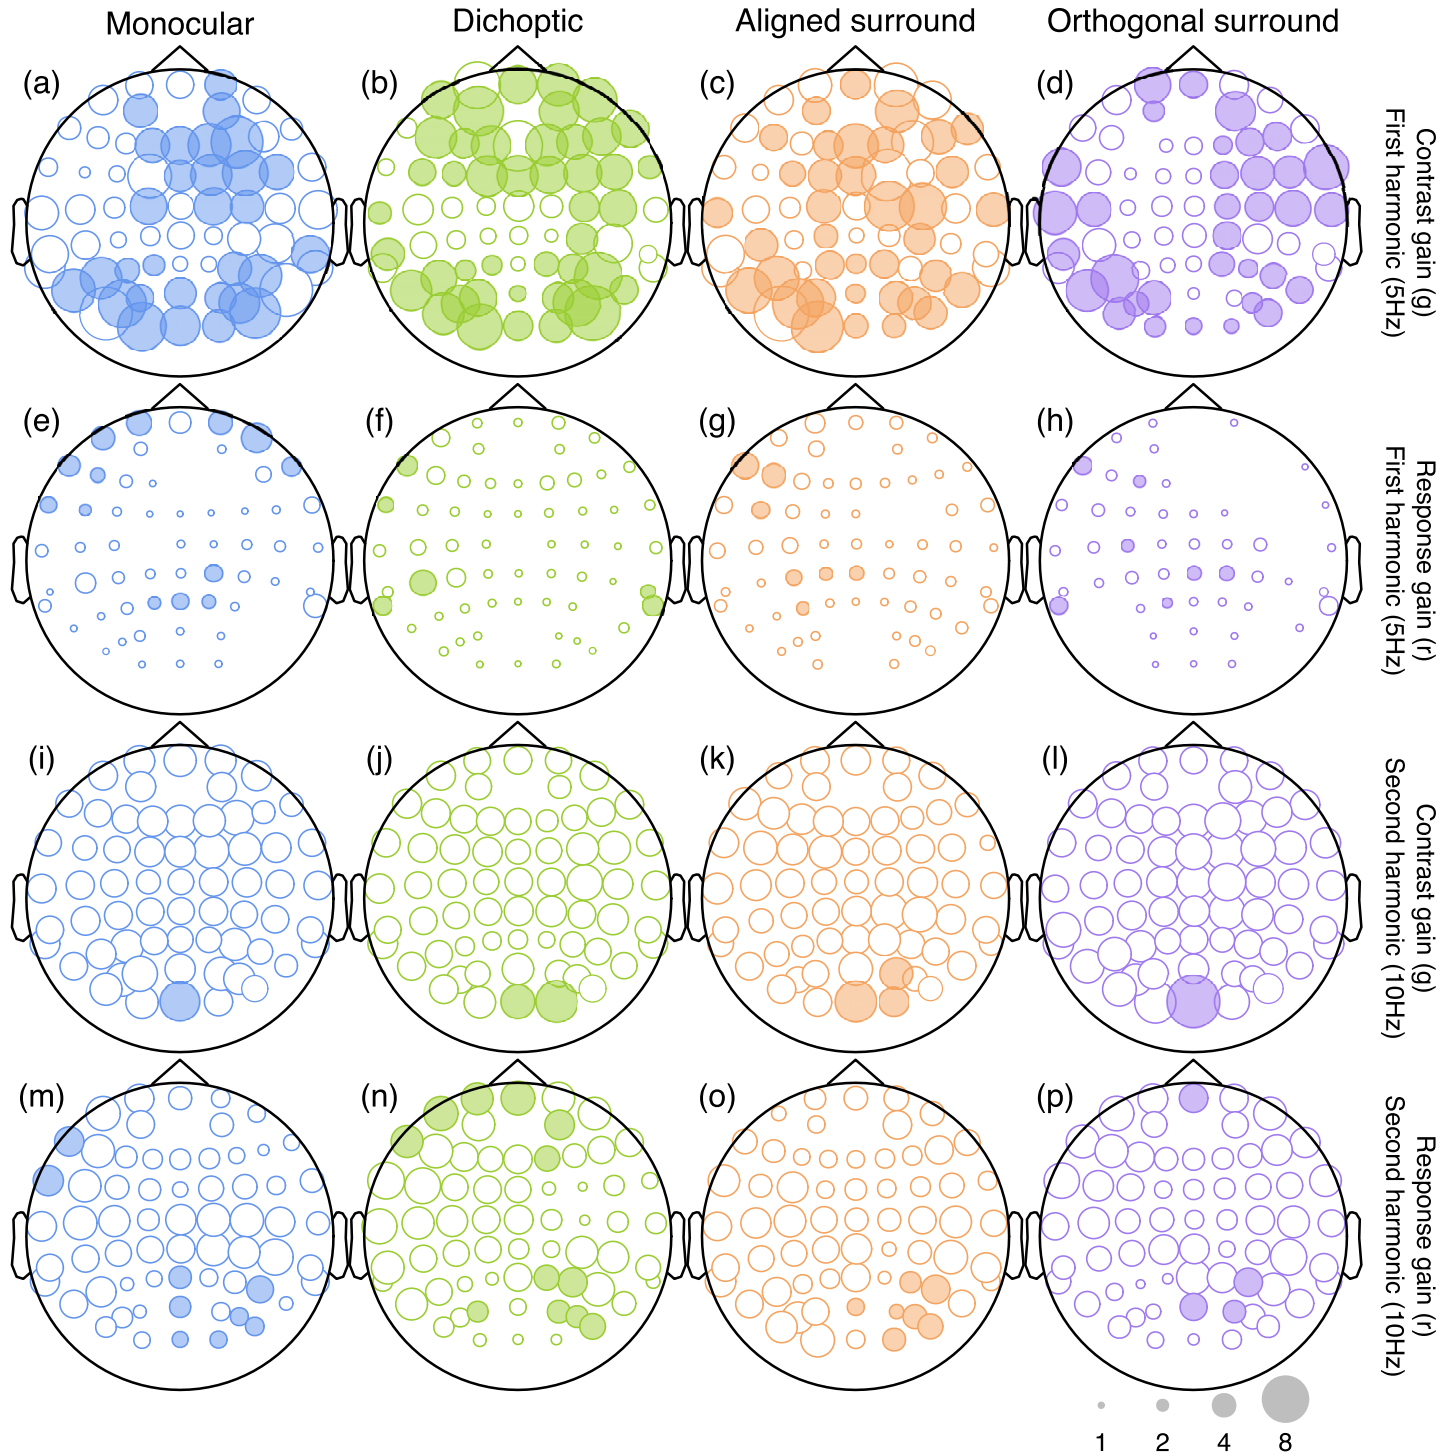 Monocular Dichoptic Aligned surround Orthogonal surround
(a) (b) (c) (d)
Contrast gain (g)
First harmonic (5Hz)
(e) (f) (g) (h)
Response gain (r)
First harmonic (5Hz)
(i) (j) (k) (l)
Contrast gain (g)
Second harmonic (10Hz)
(m) (n) (o) (p)
Response gain (r)
Second harmonic (10Hz)
1 2 4 8